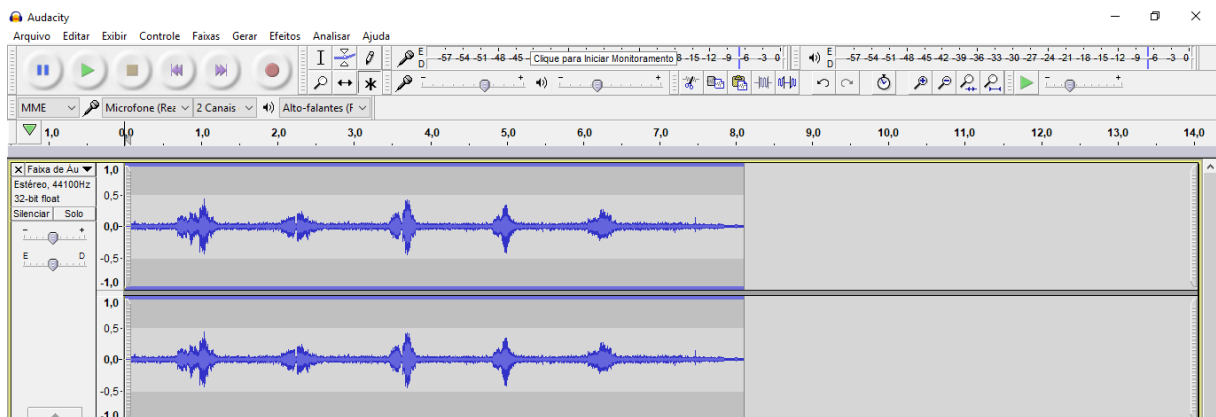 Audacity
Arquivo Editar Exibir Controle Faixas Gerar Efeitos Analisar Ajuda
E
D
-57 -54 -51 -48 -45 - Clique para Iniciar Monitoramento 8 -15 -12 -9 -6 -3 0
E
D
-57 -54 -51 -48 -45 -42 -39 -36 -33 -30 -27 -24 -21 -18 -15 -12 -9 -6 -3 0
- + - +
- +
MME Microfone (Rea 2 Canais Alto-falantes (F
1,0 0,0 1,0 2,0 3,0 4,0 5,0 6,0 7,0 8,0 9,0 10,0 11,0 12,0 13,0 14,0
X Faixa de Áu
Estéreo, 44100Hz
32-bit float
Silenciar Solo
- +
E D
1,0
0,5
0,0
-0,5
-1,0
1,0
0,5
0,0
-0,5
-1,0